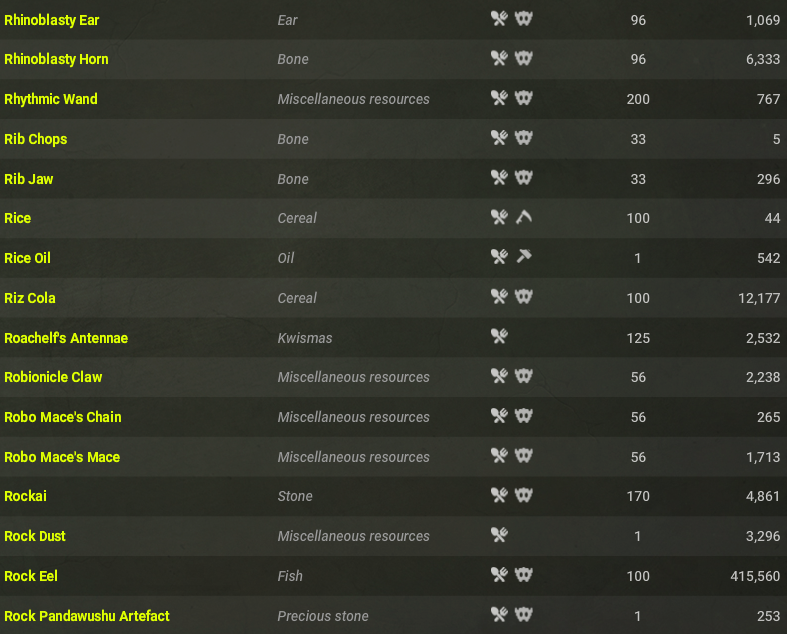 Rhinoblasty Ear Ear 96 1,069
Rhinoblasty Horn Bone 96 6,333
Rhythmic Wand Miscellaneous resources 200 767
Rib Chops Bone 33 5
Rib Jaw Bone 33 296
Rice Cereal 100 44
Rice Oil Oil 1 542
Riz Cola Cereal 100 12,177
Roachelf's Antennae Kwismas 125 2,532
Robionicle Claw Miscellaneous resources 56 2,238
Robo Mace's Chain Miscellaneous resources 56 265
Robo Mace's Mace Miscellaneous resources 56 1,713
Rockai Stone 170 4,861
Rock Dust Miscellaneous resources 1 3,296
Rock Eel Fish 100 415,560
Rock Pandawushu Artefact Precious stone 1 253